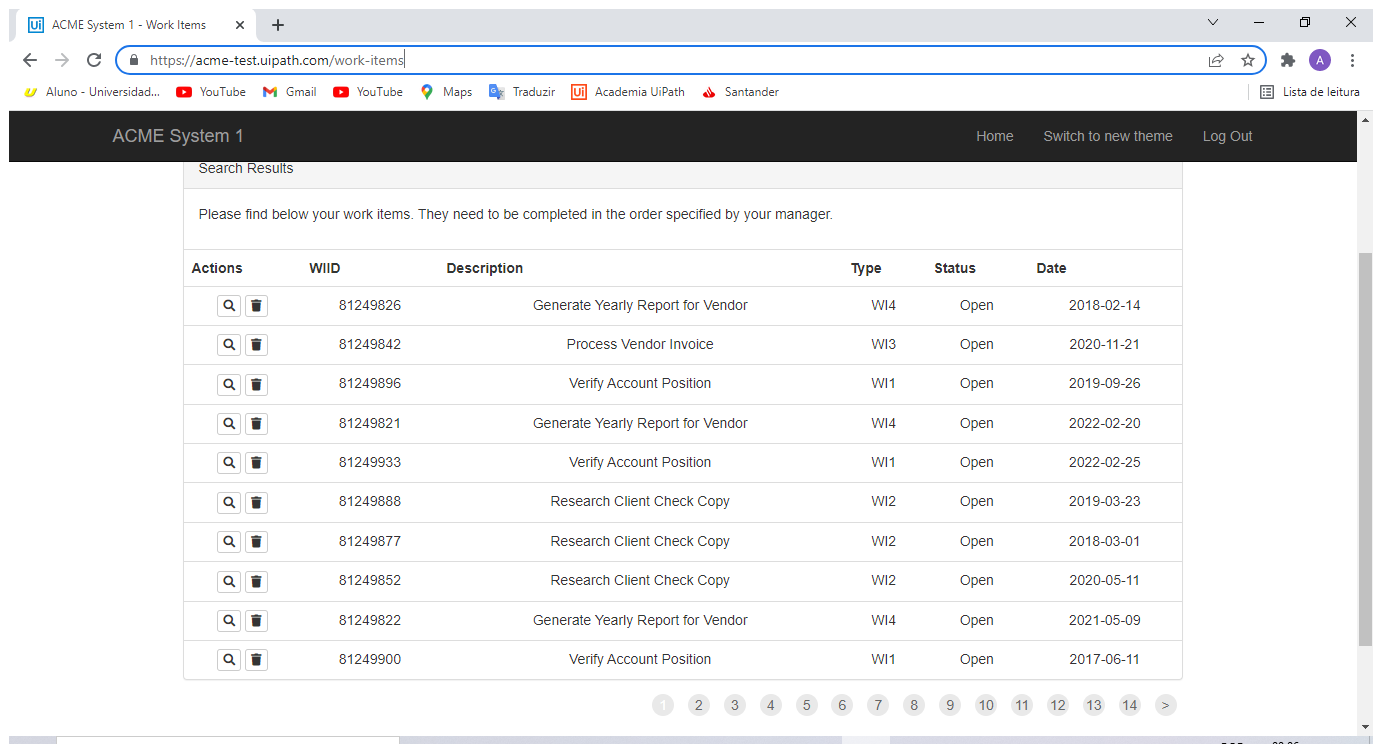 Ui ACME System 1 - Work Items
https://acme-test.uipath.com/work-items
A
Aluno - Universidad... YouTube Gmail YouTube Maps Traduzir Ui Academia UiPath Santander Lista de leitura
ACME System 1 Home Switch to new theme Log Out
Search Results
Please find below your work items. They need to be completed in the order specified by your manager.
Actions WIID Description Type Status Date
81249826 Generate Yearly Report for Vendor WI4 Open 2018-02-14
81249842 Process Vendor Invoice WI3 Open 2020-11-21
81249896 Verify Account Position WI1 Open 2019-09-26
81249821 Generate Yearly Report for Vendor WI4 Open 2022-02-20
81249933 Verify Account Position WI1 Open 2022-02-25
81249888 Research Client Check Copy WI2 Open 2019-03-23
81249877 Research Client Check Copy WI2 Open 2018-03-01
81249852 Research Client Check Copy WI2 Open 2020-05-11
81249822 Generate Yearly Report for Vendor WI4 Open 2021-05-09
81249900 Verify Account Position WI1 Open 2017-06-11
1 2 3 4 5 6 7 8 9 10 11 12 13 14 >